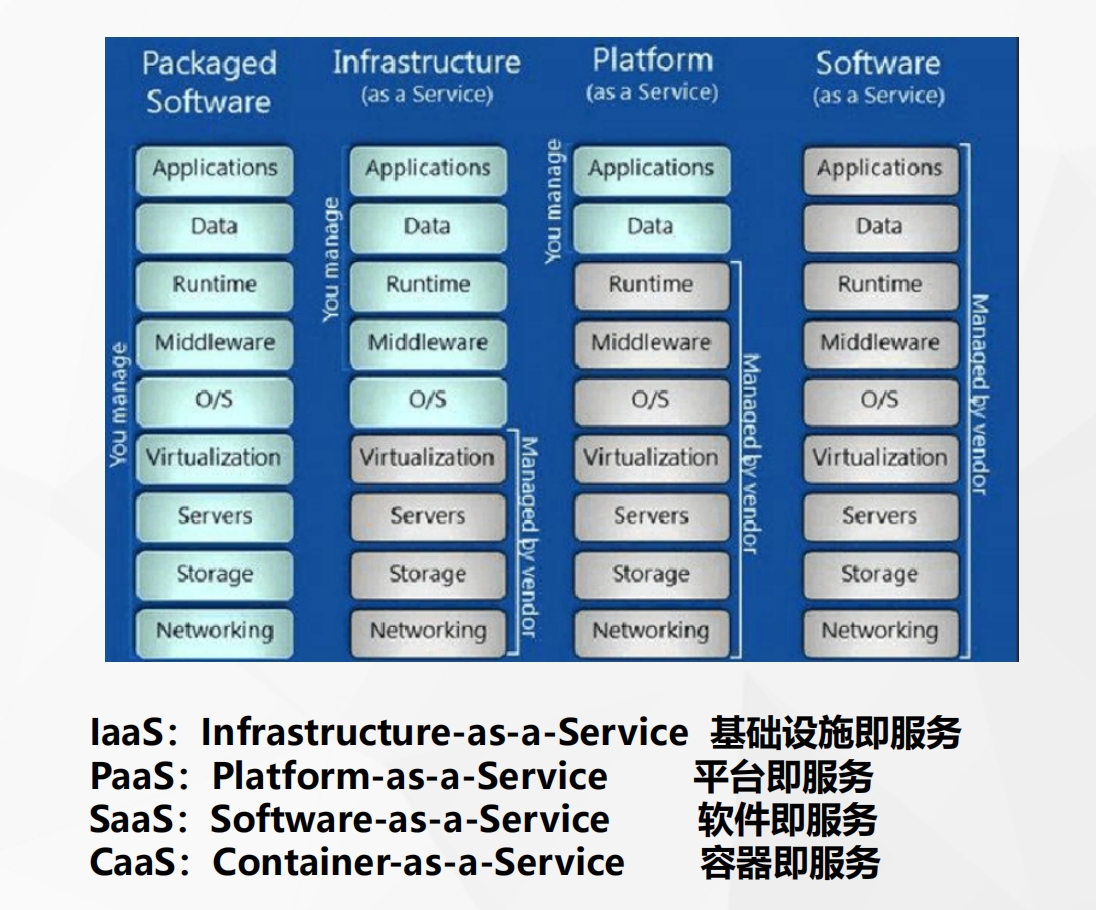 Packaged Software
Infrastructure (as a Service)
Platform (as a Service)
Software (as a Service)
You manage
Applications
Data
Runtime
Middleware
O/S
Virtualization
Servers
Storage
Networking
You manage
Applications
Data
Runtime
Middleware
O/S
Virtualization
Servers
Storage
Networking
Managed by vendor
You manage
Applications
Data
Runtime
Middleware
O/S
Virtualization
Servers
Storage
Networking
Managed by vendor
Applications
Data
Runtime
Middleware
O/S
Virtualization
Servers
Storage
Networking
Managed by vendor
IaaS：Infrastructure-as-a-Service 基础设施即服务
PaaS：Platform-as-a-Service 平台即服务
SaaS：Software-as-a-Service 软件即服务
CaaS：Container-as-a-Service 容器即服务